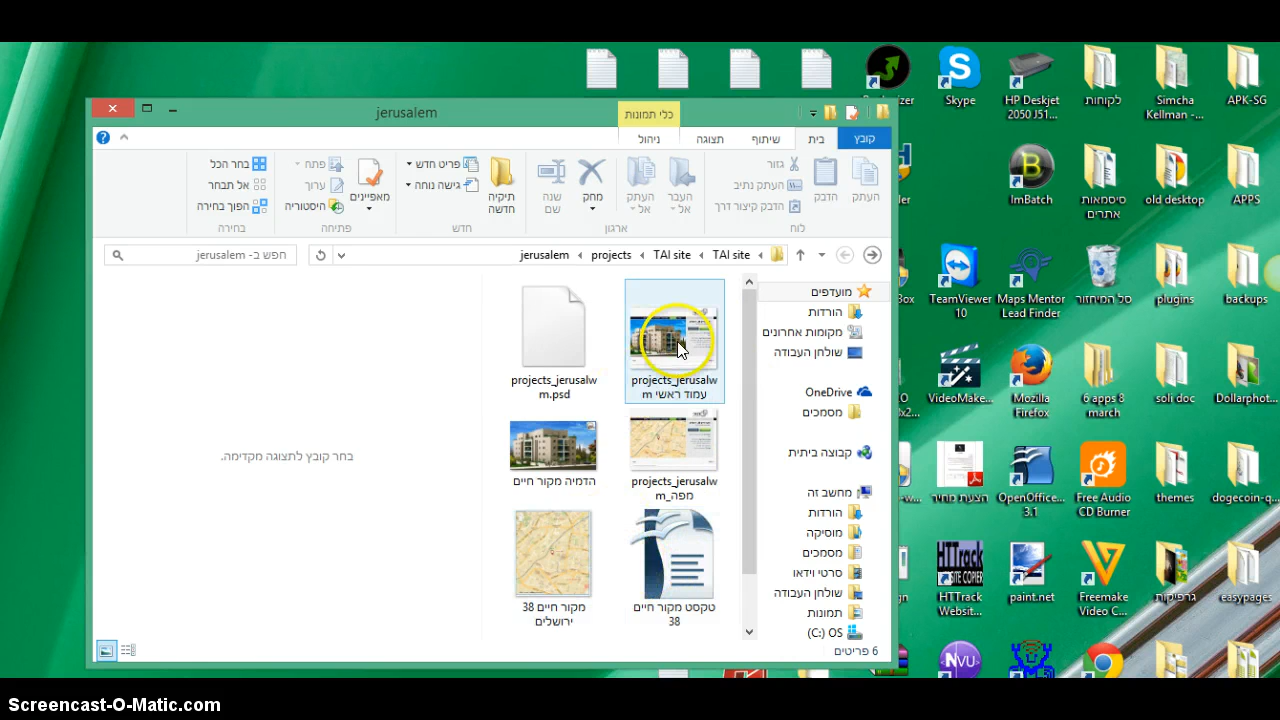 jerusalem
כלי תמונות
קובץ
בית
שיתוף
תצוגה
ניהול
העתק
הדבק
גזור
העתק נתיב
הדבק קיצור דרך
לוח
העבר
אל
העתק
אל
מחק
שנה
שם
ארגון
תיקיה
חדשה
פריט חדש
גישה נוחה
חדש
מאפיינים
פתח
ערוך
היסטוריה
פתיחה
בחר הכל
אל תבחר
הפוך בחירה
בחירה
TAI site
TAI site
projects
jerusalem
חפש ב- jerusalem
מועדפים
הורדות
מקומות אחרונים
שולחן העבודה
OneDrive
מסמכים
קבוצה ביתית
מחשב זה
הורדות
מוסיקה
מסמכים
סרטי וידאו
שולחן העבודה
תמונות
OS (C:)
projects_jerusalw
m עמוד ראשי
projects_jerusalw
m.psd
projects_jerusalw
m_מפה
הדמיה מקור חיים
טקסט מקור חיים
38
מקור חיים 38
ירושלים
בחר קובץ לתצוגה מקדימה.
6 פריטים
Skype
HP Deskjet
2050 J51...
לקוחות
Simcha
Kellman -...
APK-SG
ImBatch
סיסמאות
אתרים
old desktop
APPS
TeamViewer
10
Maps Mentor
Lead Finder
סל המיחזור
plugins
backups
VideoMake...
Mozilla
Firefox
6 apps 8
march
soli doc
Dollarphot...
הצעת מחיר
OpenOffice...
3.1
Free Audio
CD Burner
themes
dogecoin-q...
HTTrack
Websit...
paint.net
Freemake
Video C...
גרפיקות
easypages
NVU
Screencast-O-Matic.com